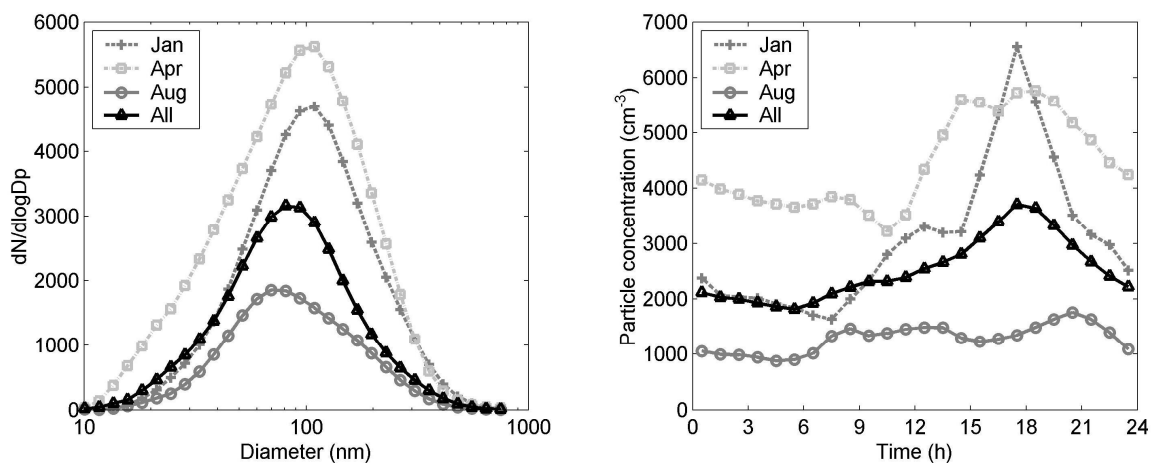 6000
5000
4000
3000
2000
1000
0
dN/dlogDp
Jan
Apr
Aug
All
10
100
1000
Diameter (nm)
7000
6000
5000
4000
3000
2000
1000
0
Particle concentration (cm-3)
Jan
Apr
Aug
All
0 3 6 9 12 15 18 21 24
Time (h)